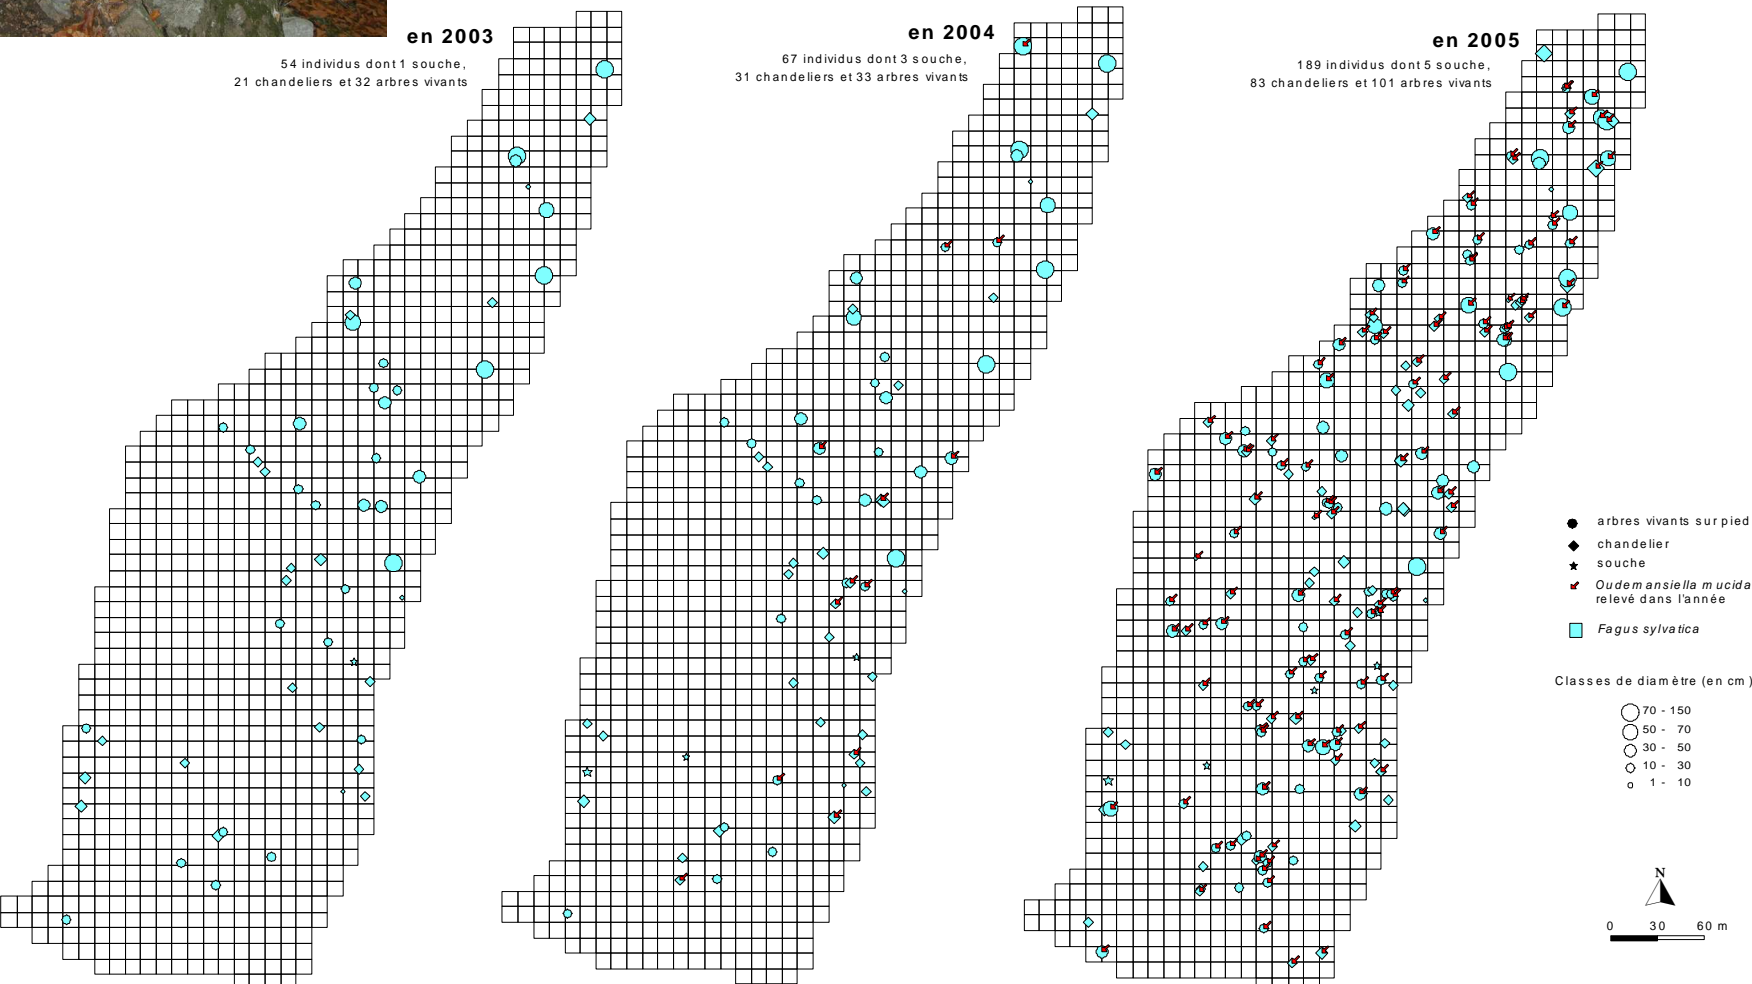 en 2003
54 individus dont 1 souche,
21 chandeliers et 32 arbres vivants
en 2004
67 individus dont 3 souche,
31 chandeliers et 33 arbres vivants
en 2005
189 individus dont 5 souche,
83 chandeliers et 101 arbres vivants
arbres vivants sur pied
chandelier
souche
Oudemansiella mucida
relevé dans l'année
Fagus sylvatica
Classes de diamètre (en cm)
70 - 150
50 - 70
30 - 50
10 - 30
1 - 10
N
0 30 60 m